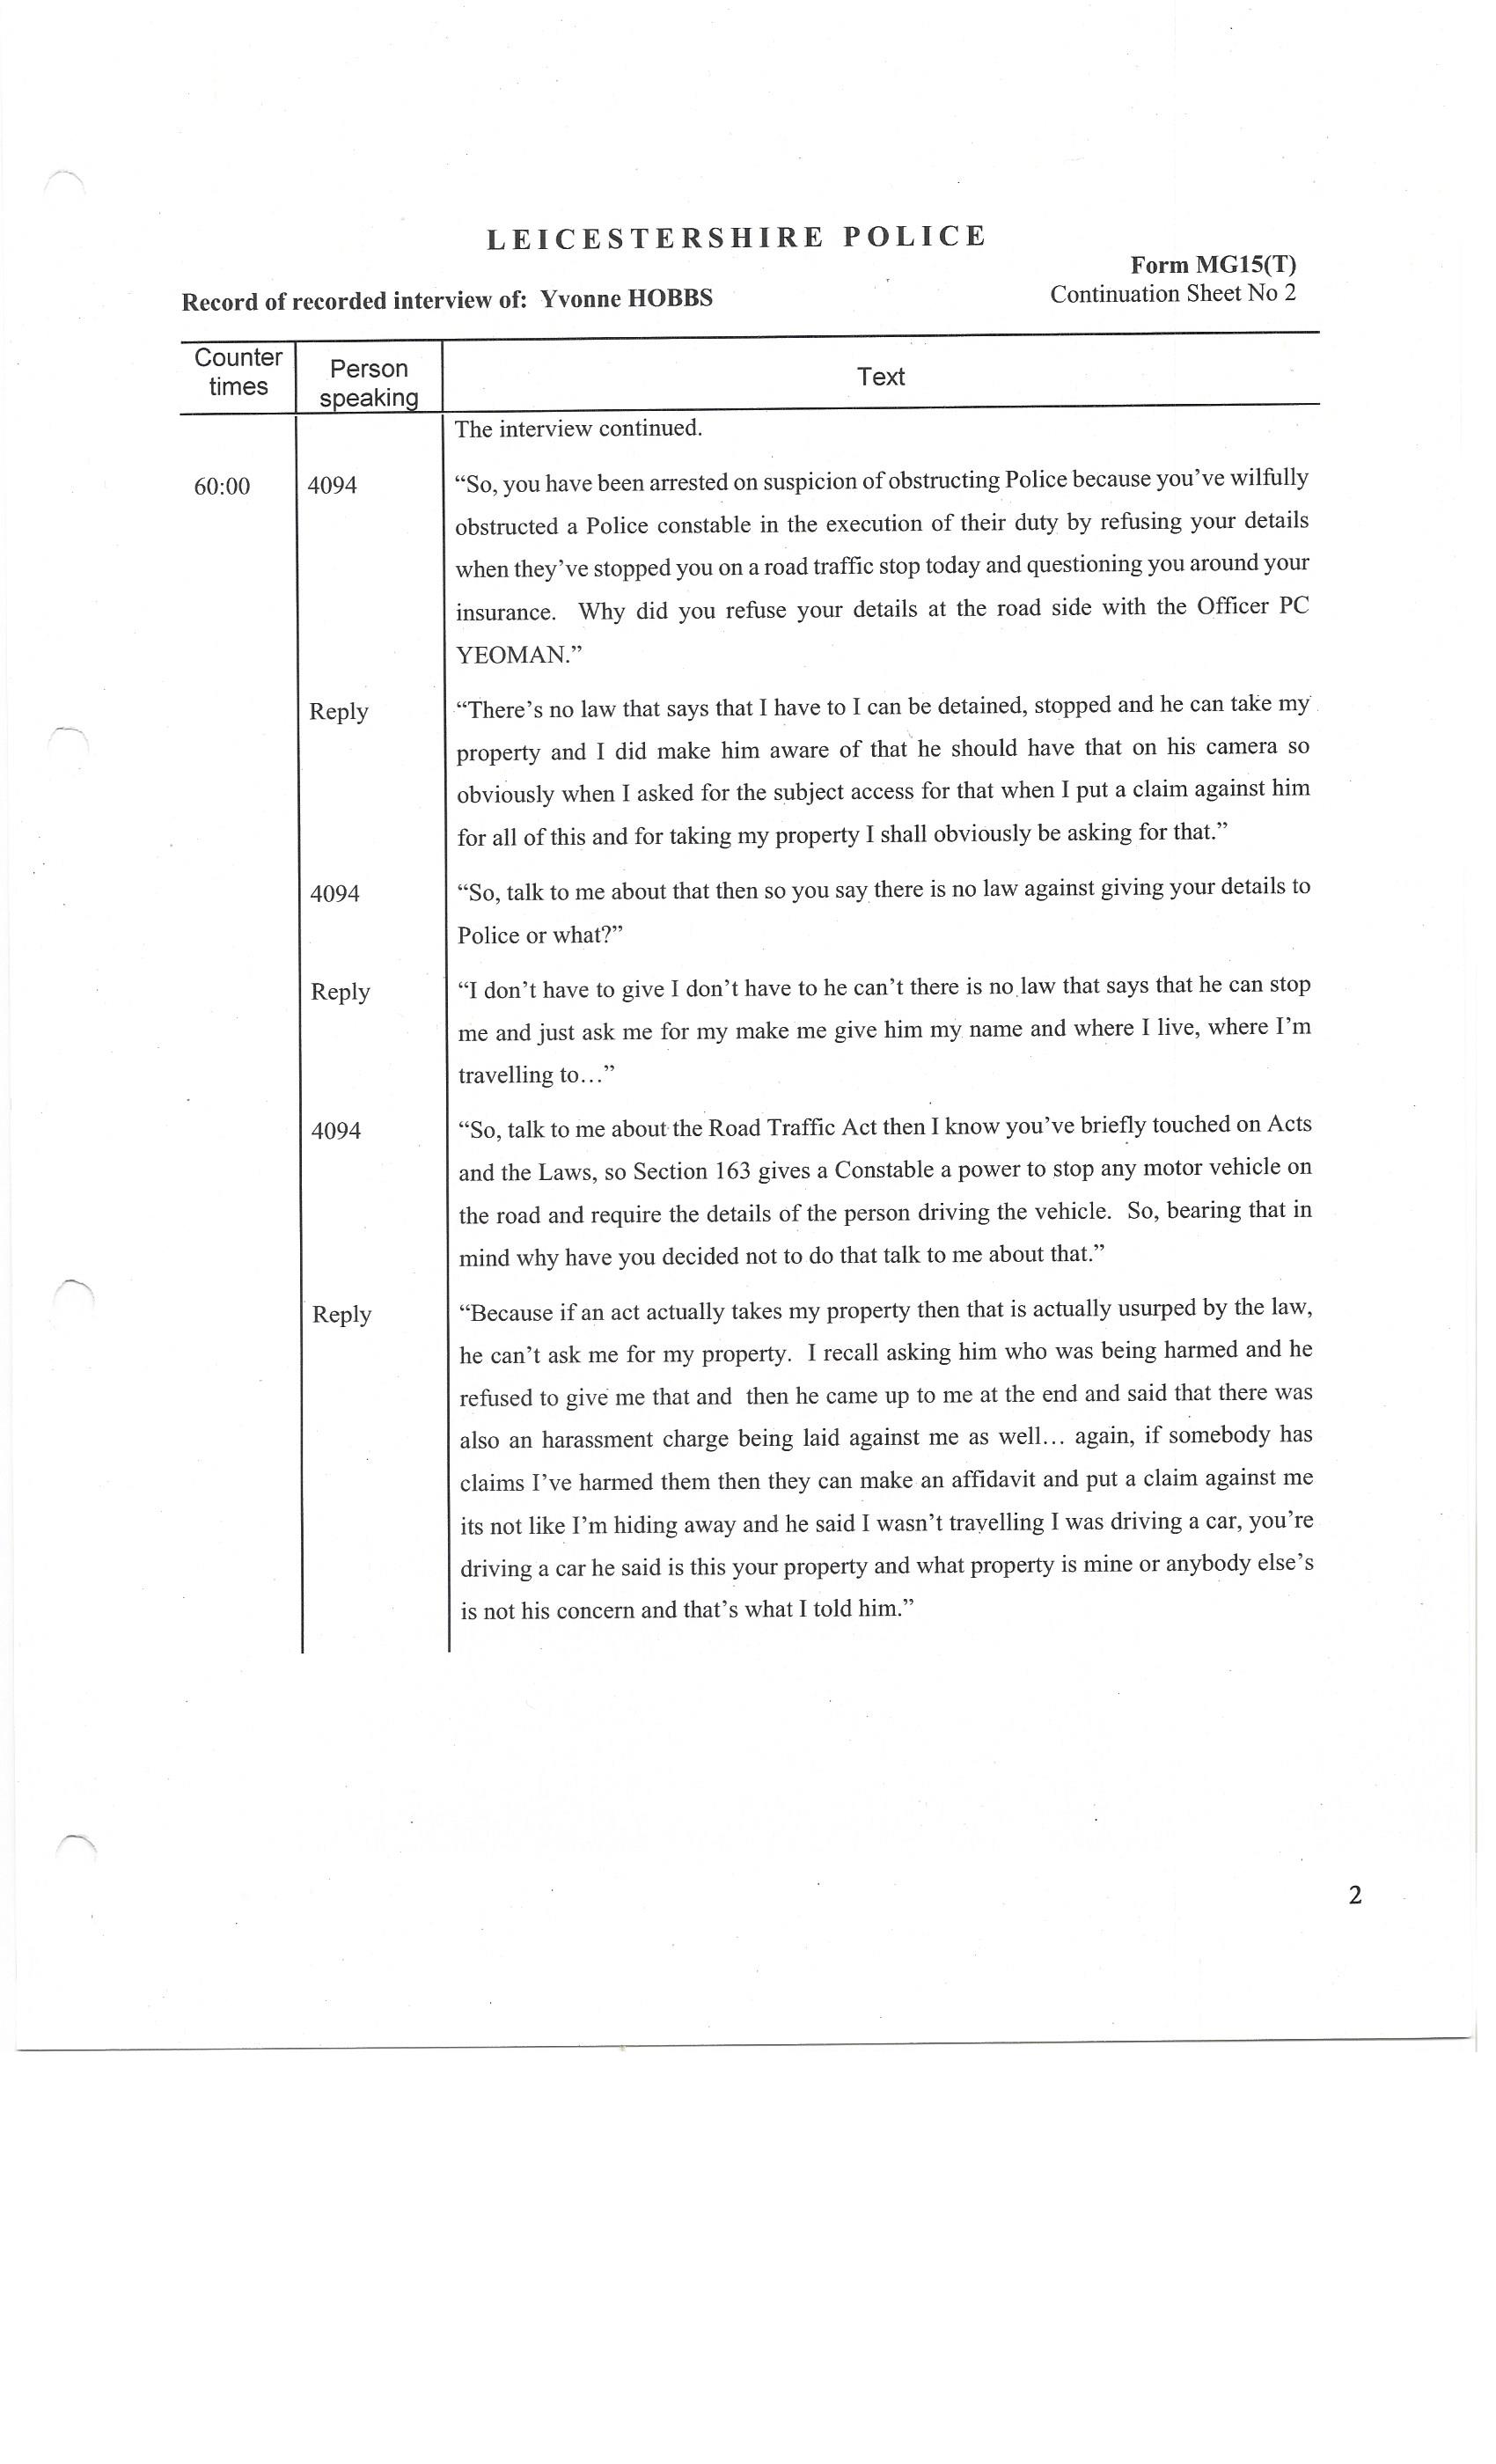 LEICESTERSHIRE POLICE
Form MG15(T)
Record of recorded interview of: Yvonne HOBBS
Continuation Sheet No 2
Counter times
Person speaking
Text
The interview continued.
60:00 4094 “So, you have been arrested on suspicion of obstructing Police because you’ve wilfully
obstructed a Police constable in the execution of their duty by refusing your details
when they’ve stopped you on a road traffic stop today and questioning you around your
insurance. Why did you refuse your details at the road side with the Officer PC
YEOMAN.”
Reply “There’s no law that says that I have to I can be detained, stopped and he can take my
property and I did make him aware of that he should have that on his camera so
obviously when I asked for the subject access for that when I put a claim against him
for all of this and for taking my property I shall obviously be asking for that.”
4094 “So, talk to me about that then so you say there is no law against giving your details to
Police or what?”
Reply “I don’t have to give I don’t have to he can’t there is no law that says that he can stop
me and just ask me for my make me give him my name and where I live, where I’m
travelling to…”
4094 “So, talk to me about the Road Traffic Act then I know you’ve briefly touched on Acts
and the Laws, so Section 163 gives a Constable a power to stop any motor vehicle on
the road and require the details of the person driving the vehicle. So, bearing that in
mind why have you decided not to do that talk to me about that.”
Reply “Because if an act actually takes my property then that is actually usurped by the law,
he can’t ask me for my property. I recall asking him who was being harmed and he
refused to give me that and then he came up to me at the end and said that there was
also an harassment charge being laid against me as well… again, if somebody has
claims I’ve harmed them then they can make an affidavit and put a claim against me
its not like I’m hiding away and he said I wasn’t travelling I was driving a car, you’re
driving a car he said is this your property and what property is mine or anybody else’s
is not his concern and that’s what I told him.”
2